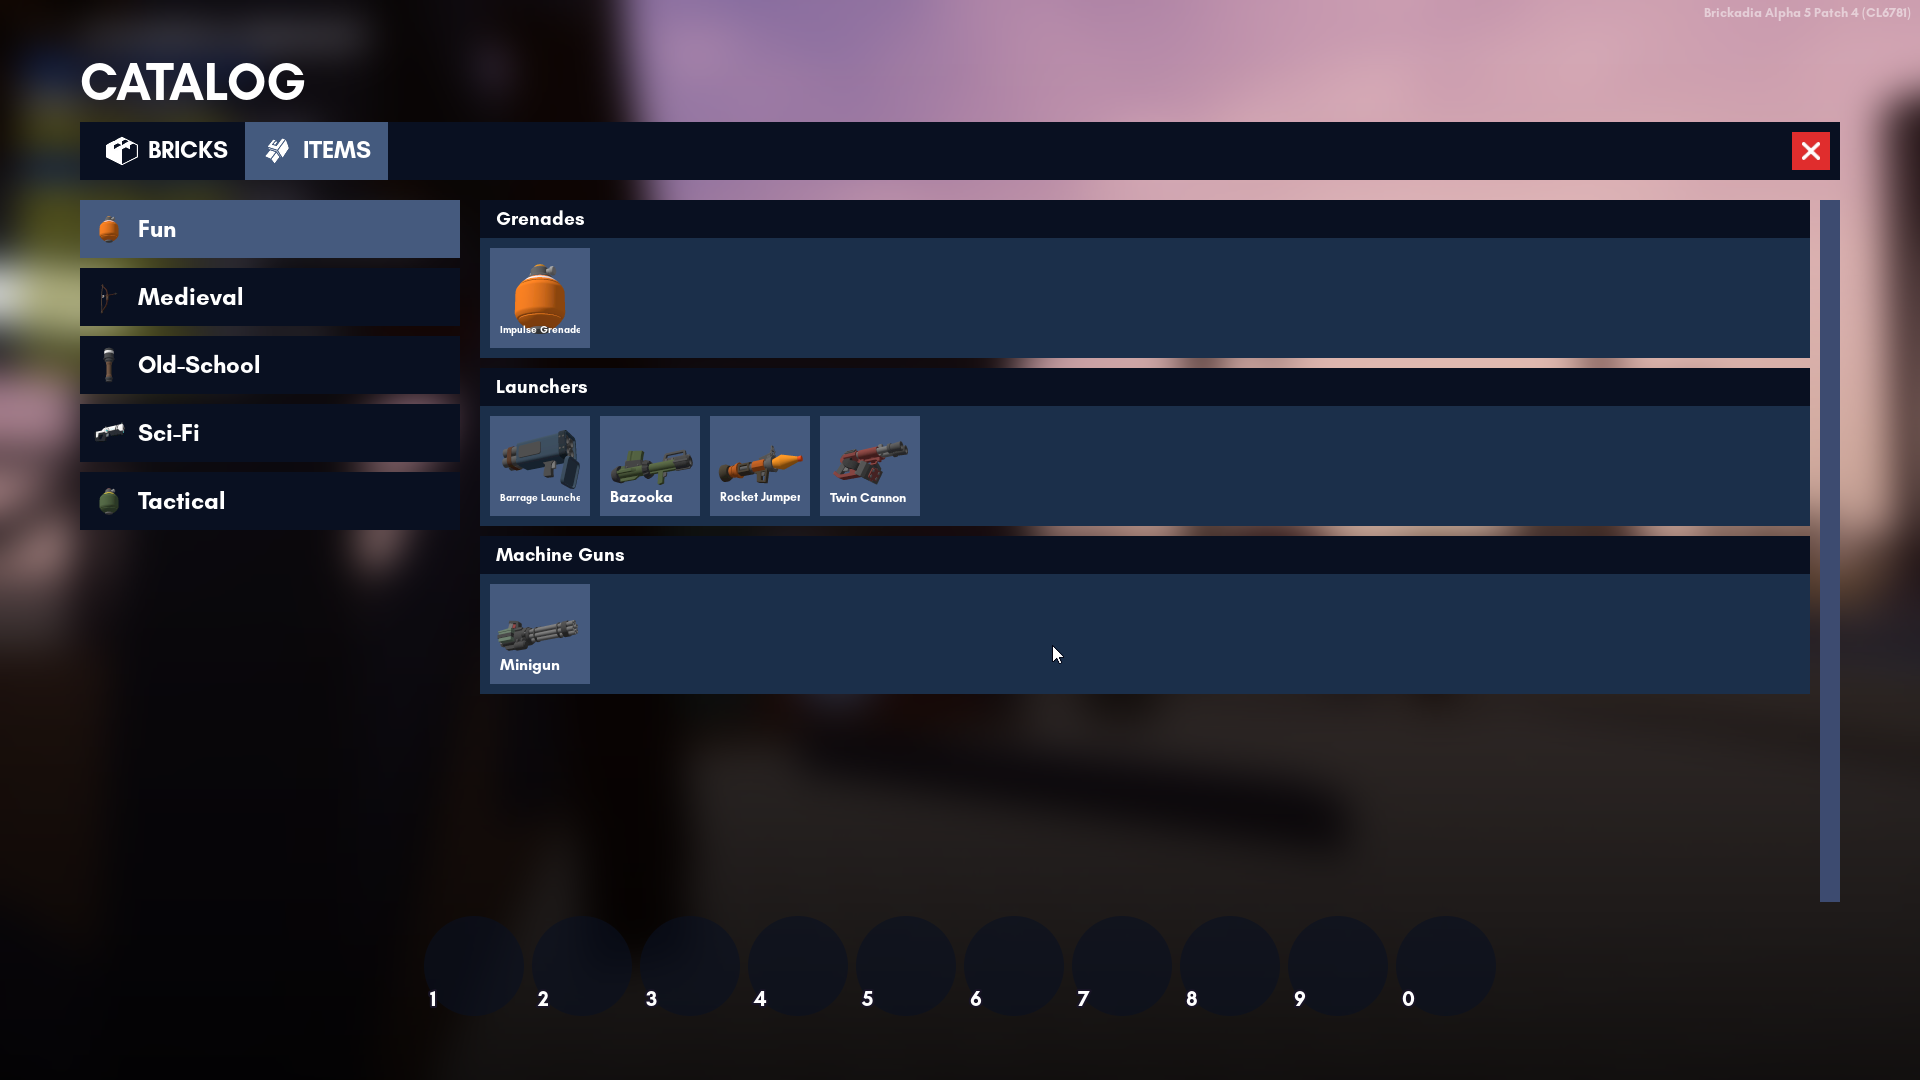 Brickadia Alpha 5 Patch 4 (CL6781)
CATALOG
BRICKS
ITEMS
Fun
Medieval
Old-School
Sci-Fi
Tactical
Grenades
Impulse Grenade
Launchers
Barrage Launche
Bazooka
Rocket Jumper
Twin Cannon
Machine Guns
Minigun
1 2 3 4 5 6 7 8 9 0